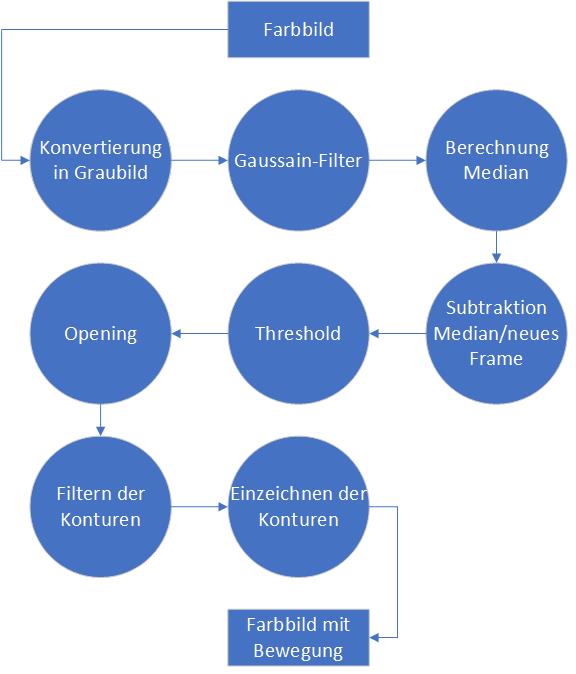 Farbbild
Konvertierung
in Graubild
Gaussain-Filter
Berechnung
Median
Subtraktion
Median/neues
Frame
Threshold
Opening
Filtern der
Konturen
Einzeichnen der
Konturen
Farbbild mit
Bewegung